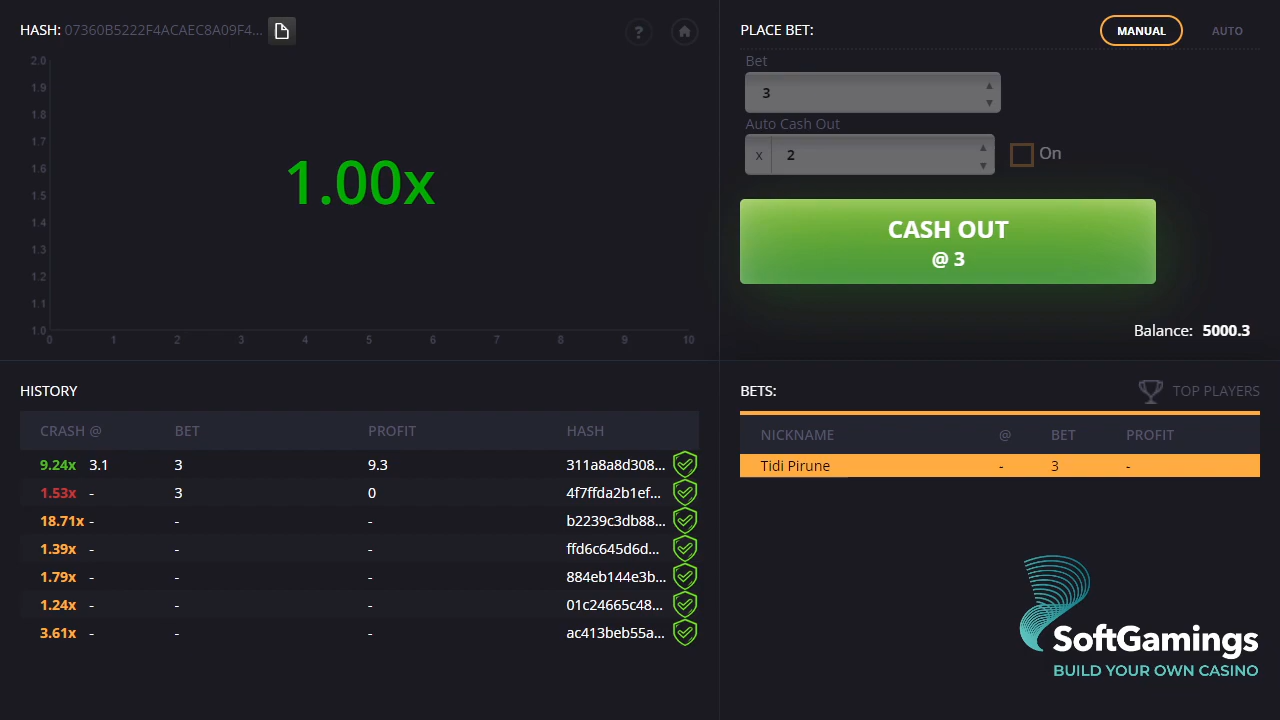 HASH: 07360B5222F4ACAEC8A09F4...
?
2.0
1.9
1.8
1.7
1.6
1.5
1.4
1.3
1.2
1.1
1.0
0 1 2 3 4 5 6 7 8 9 10
1.00x
PLACE BET:
MANUAL AUTO
Bet
3
Auto Cash Out
x 2 On
CASH OUT
@ 3
Balance: 5000.3
HISTORY
CRASH @ BET PROFIT HASH
9.24x 3.1 3 9.3 311a8a8d308...
1.53x - 3 0 4f7ffda2b1ef...
18.71x - - - b2239c3db88...
1.39x - - - ffd6c645d6d...
1.79x - - - 884eb144e3b...
1.24x - - - 01c24665c48...
3.61x - - - ac413beb55a...
BETS: TOP PLAYERS
NICKNAME @ BET PROFIT
Tidi Pirune - 3 -
SoftGamings
BUILD YOUR OWN CASINO